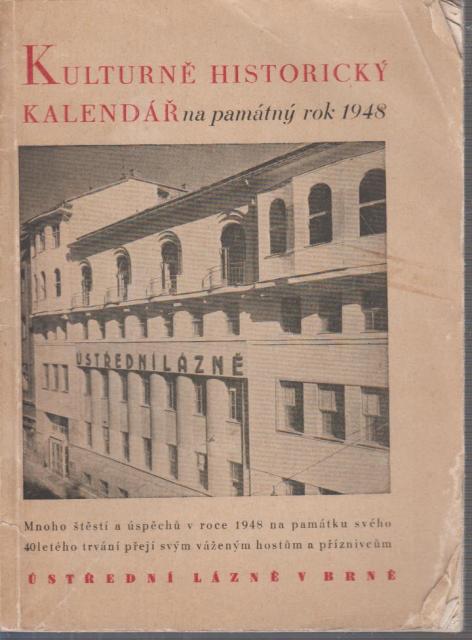 KULTURNĚ HISTORICKÝ
KALENDÁŘ na památný rok 1948
ÚSTŘEDNÍ LÁZNĚ
Mnoho štěstí a úspěchů v roce 1948 na památku svého
40letého trvání přejí svým váženým hostům a příznivcům
ÚSTŘEDNÍ LÁZNĚ V BRNĚ